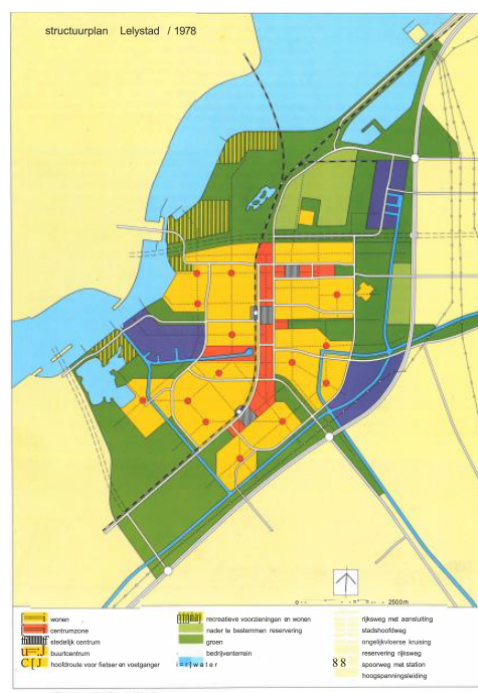 structuurplan Lelystad / 1978
2500m
wonen
centrumzone
stedelijk centrum
buurtcentrum
hoofdroute voor fietser en voetganger
recreatieve voorzieningen en wonen
nader te bestemmen reservering
groen
bedrijventerrein
water
rijksweg met aansluiting
stadshoofdweg
ongelijkvloerse kruising
reservering rijksweg
spoorweg met station
hoogspanningsleiding